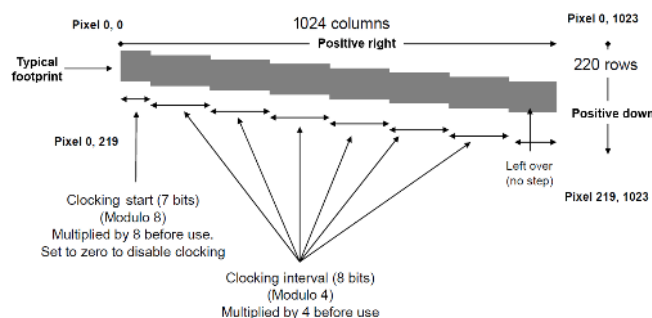 Pixel 0, 0
1024 columns
Pixel 0, 1023
Positive right
Typical
footprint
220 rows
Positive down
Pixel 0, 219
Left over
(no step)
Pixel 219, 1023
Clocking start (7 bits)
(Modulo 8)
Multiplied by 8 before use.
Set to zero to disable clocking
Clocking interval (8 bits)
(Modulo 4)
Multiplied by 4 before use